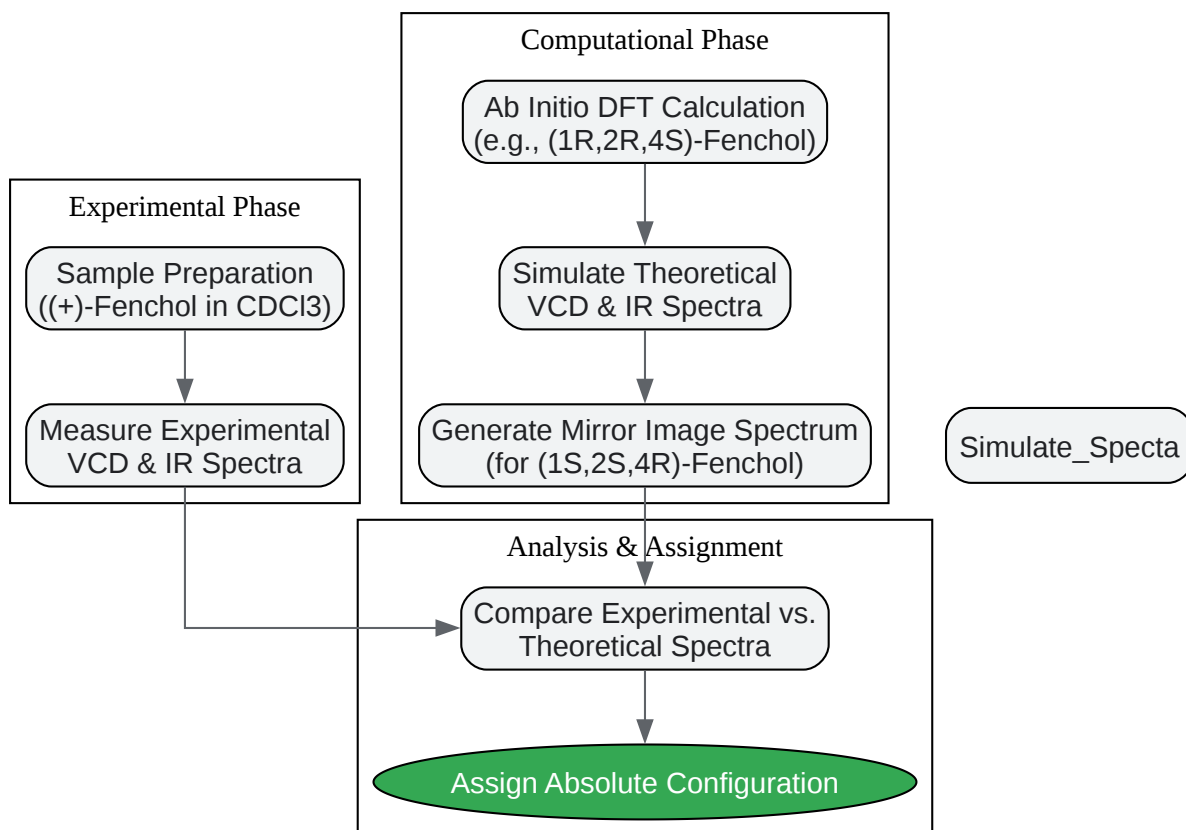 Computational Phase
Ab Initio DFT Calculation
(e.g., (1R,2R,4S)-Fenchol)
Experimental Phase
Sample Preparation
((+)-Fenchol in CDCl3)
Simulate Theoretical
VCD & IR Spectra
Measure Experimental
VCD & IR Spectra
Generate Mirror Image Spectrum
(for (1S,2S,4R)-Fenchol)
Simulate_Specta
Analysis & Assignment
Compare Experimental vs.
Theoretical Spectra
Assign Absolute Configuration